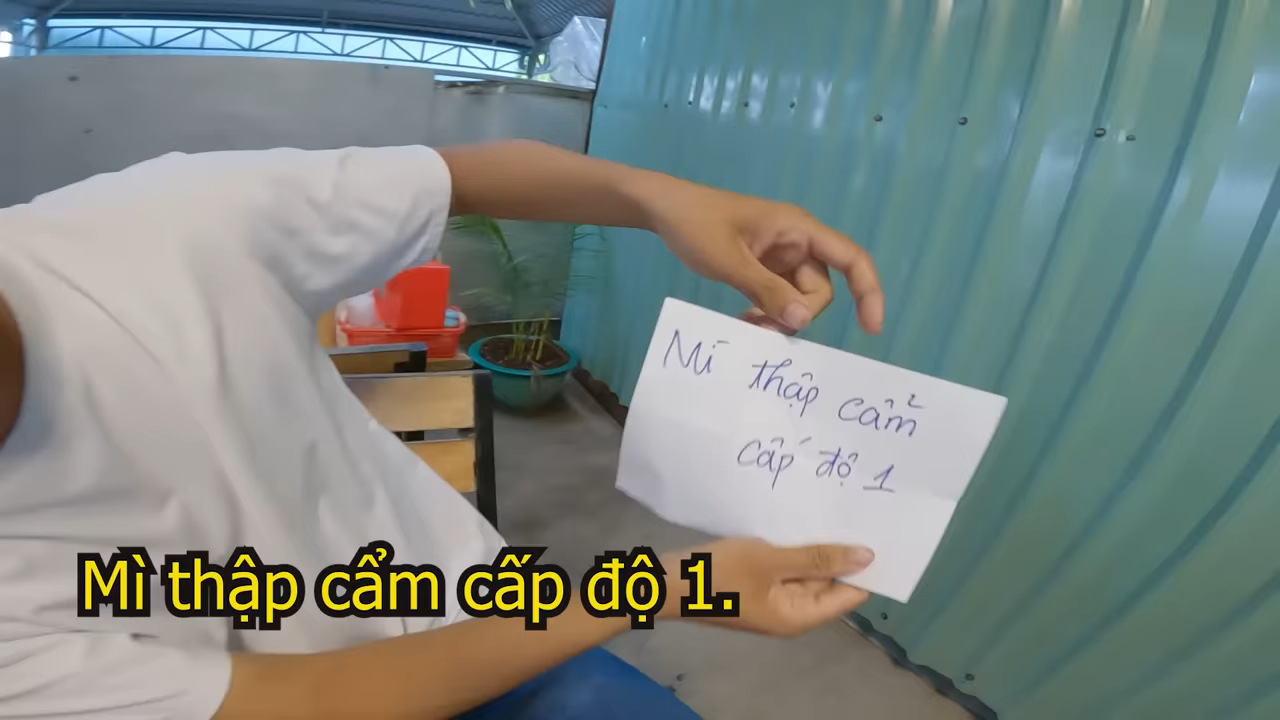 Mì thập cẩm
cấp độ 1
Mì thập cẩm cấp độ 1.